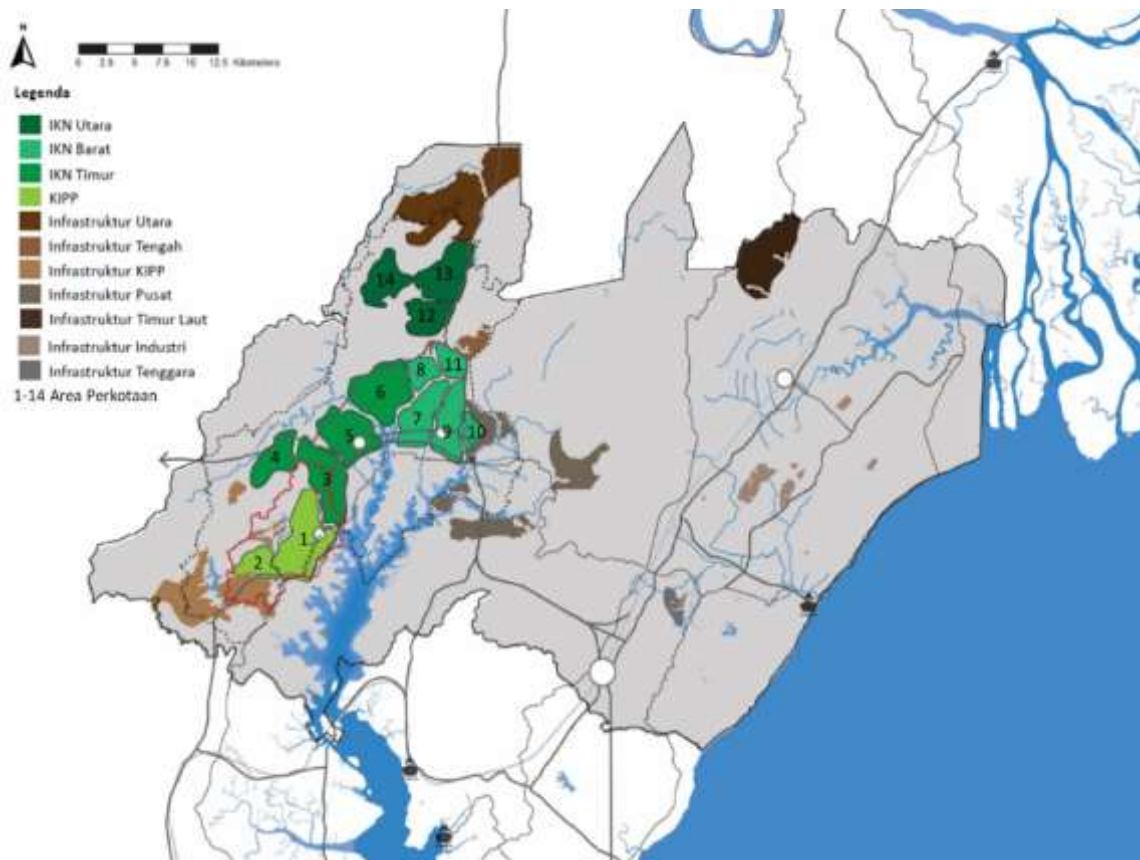 N
0 2.5 5 7.5 10 12.5 Kilometers
Legenda
IKN Utara
IKN Barat
IKN Timur
KIPP
Infrastruktur Utara
Infrastruktur Tengah
Infrastruktur KIPP
Infrastruktur Pusat
Infrastruktur Timur Laut
Infrastruktur Industri
Infrastruktur Tenggara
1-14 Area Perkotaan
14
13
12
11
8
6
7
9
10
5
4
3
1
2